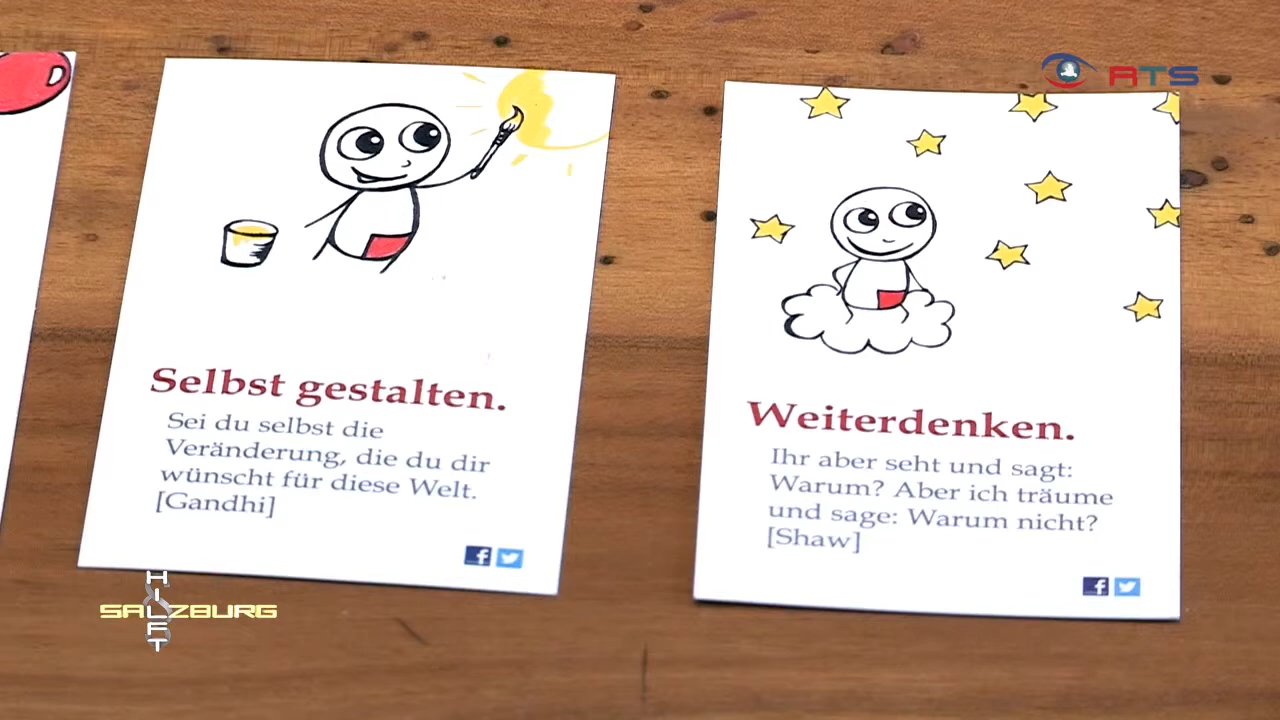 RTS
Selbst gestalten.
Sei du selbst die
Veränderung, die du dir
wünscht für diese Welt.
[Gandhi]
Weiterdenken.
Ihr aber seht und sagt:
Warum? Aber ich träume
und sage: Warum nicht?
[Shaw]
SALZBURG
HILFT